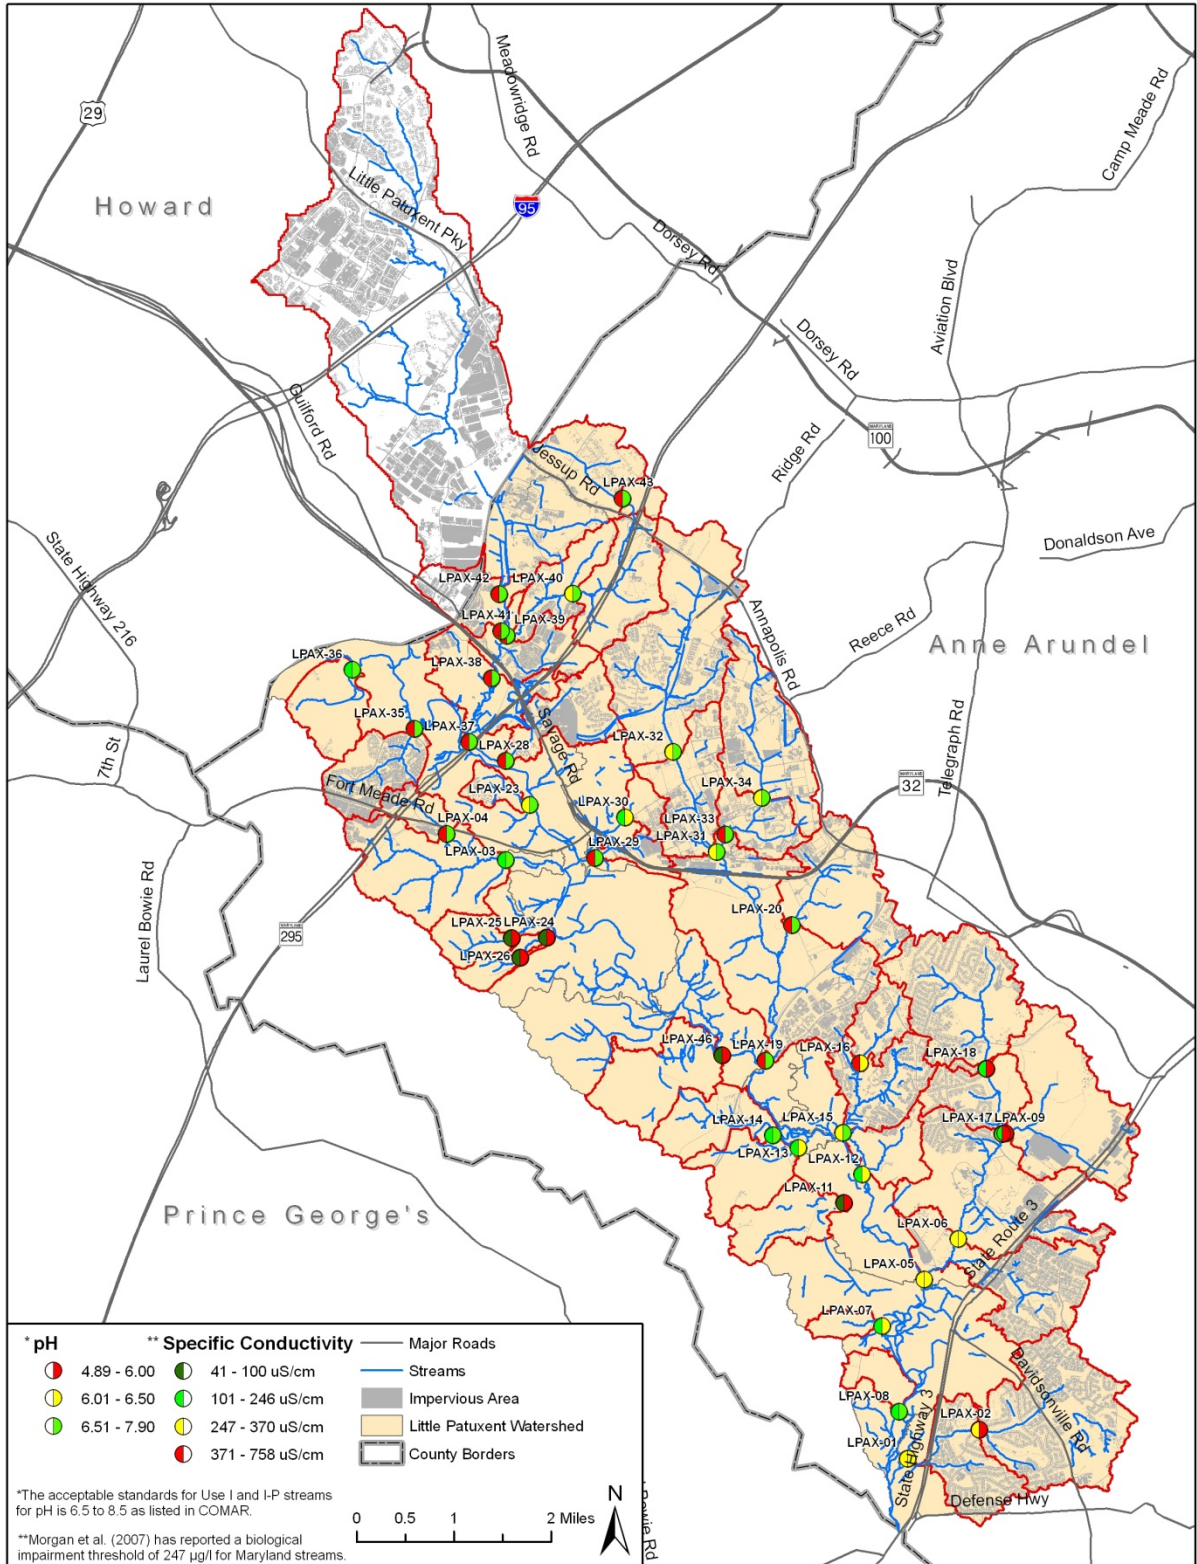 29
Meadowridge Rd
Camp Meade Rd
Howard
Little Patuxent Pky
95
Dorsey Rd
Aviation Blvd
Dorsey Rd
Guilford Rd
100
Ridge Rd
Jessup Rd
LPAX-43
Donaldson Ave
State Highway 216
LPAX-42
LPAX-40
Annapolis Rd
Reece Rd
LPAX-41
LPAX-39
Anne Arundel
LPAX-36
LPAX-38
LPAX-35
LPAX-37
Savage Rd
Telegraph Rd
7th St
LPAX-28
LPAX-32
32
Fort Meade Rd
LPAX-23
LPAX-34
LPAX-30
LPAX-04
LPAX-33
LPAX-31
LPAX-03
LPAX-29
Laurel Bowie Rd
295
LPAX-25
LPAX-24
LPAX-20
LPAX-26
LPAX-46
LPAX-19
LPAX-16
LPAX-18
LPAX-14
LPAX-15
LPAX-17
LPAX-09
LPAX-13
LPAX-12
LPAX-11
Prince George's
LPAX-06
State Route 3
LPAX-05
LPAX-07
Davidsonville Rd
LPAX-08
LPAX-02
State Highway 3
LPAX-01
Defense Hwy
Bowie Rd
* pH
4.89 - 6.00
6.01 - 6.50
6.51 - 7.90
** Specific Conductivity
41 - 100 uS/cm
101 - 246 uS/cm
247 - 370 uS/cm
371 - 758 uS/cm
Major Roads
Streams
Impervious Area
Little Patuxent Watershed
County Borders
*The acceptable standards for Use I and I-P streams
for pH is 6.5 to 8.5 as listed in COMAR.
**Morgan et al. (2007) has reported a biological
impairment threshold of 247 µg/l for Maryland streams.
0 0.5 1 2 Miles
N